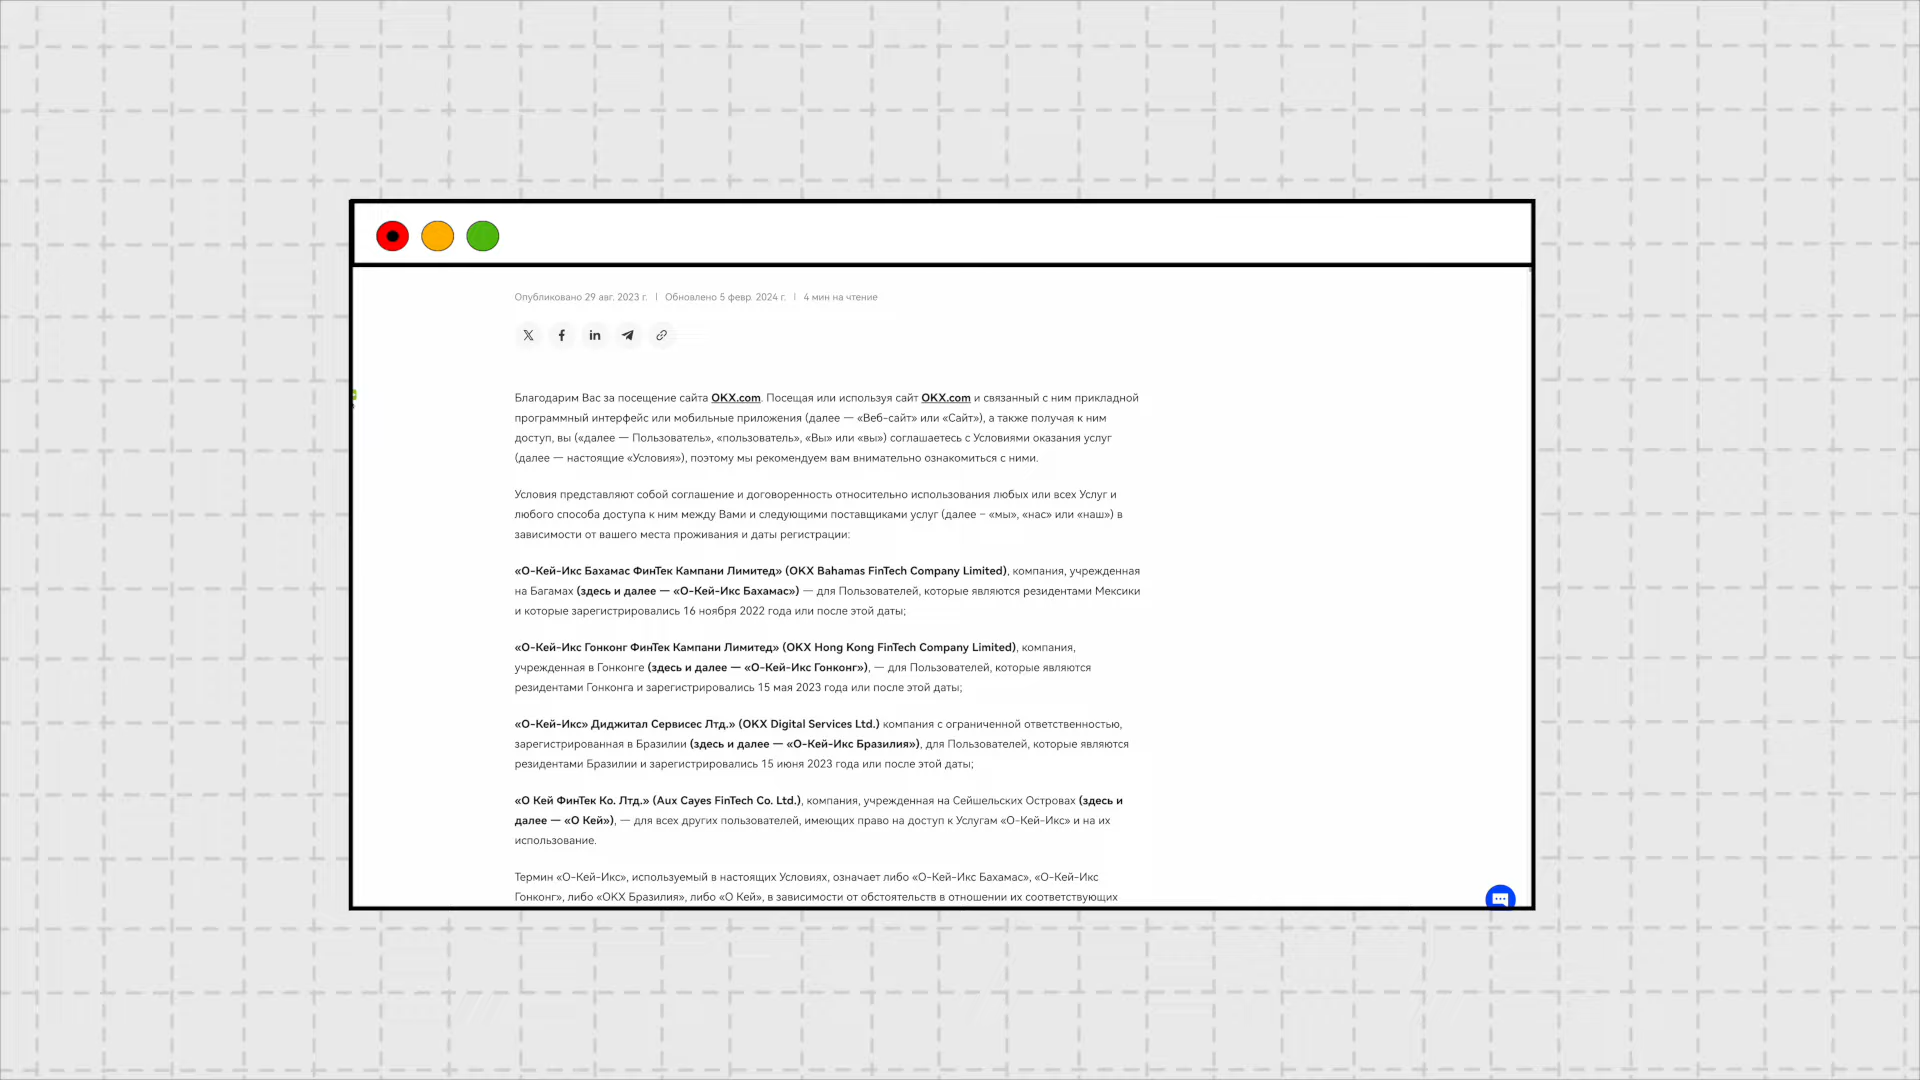 Опубликовано 29 авг. 2023 г. | Обновлено 5 февр. 2024 г. | 4 мин на чтение
Благодарим Вас за посещение сайта OKX.com. Посещая или используя сайт OKX.com и связанный с ним прикладной
программный интерфейс или мобильные приложения (далее — «Веб-сайт» или «Сайт»), а также получая к ним
доступ, вы («далее — Пользователь», «пользователь», «Вы» или «вы») соглашаетесь с Условиями оказания услуг
(далее — настоящие «Условия»), поэтому мы рекомендуем вам внимательно ознакомиться с ними.
Условия представляют собой соглашение и договоренность относительно использования любых или всех Услуг и
любого способа доступа к ним между Вами и следующими поставщиками услуг (далее – «мы», «нас» или «наш») в
зависимости от вашего места проживания и даты регистрации:
«О-Кей-Икс Бахамас ФинТек Кампани Лимитед» (OKX Bahamas FinTech Company Limited), компания, учрежденная
на Багамах (здесь и далее — «О-Кей-Икс Бахамас») — для Пользователей, которые являются резидентами Мексики
и которые зарегистрировались 16 ноября 2022 года или после этой даты;
«О-Кей-Икс Гонконг ФинТек Кампани Лимитед» (OKX Hong Kong FinTech Company Limited), компания,
учрежденная в Гонконге (здесь и далее — «О-Кей-Икс Гонконг»), — для Пользователей, которые являются
резидентами Гонконга и зарегистрировались 15 мая 2023 года или после этой даты;
«О-Кей-Икс» Диджитал Сервисес Лтд.» (OKX Digital Services Ltd.) компания с ограниченной ответственностью,
зарегистрированная в Бразилии (здесь и далее — «О-Кей-Икс Бразилия»), для Пользователей, которые являются
резидентами Бразилии и зарегистрировались 15 июня 2023 года или после этой даты;
«О Кей ФинТек Ко. Лтд.» (Aux Cayes FinTech Co. Ltd.), компания, учрежденная на Сейшельских Островах (здесь и
далее — «О Кей»), — для всех других пользователей, имеющих право на доступ к Услугам «О-Кей-Икс» и на их
использование.
Термин «О-Кей-Икс», используемый в настоящих Условиях, означает либо «О-Кей-Икс Бахамас», «О-Кей-Икс
Гонконг», либо «OKX Бразилия», либо «О Кей», в зависимости от обстоятельств в отношении их соответствующих